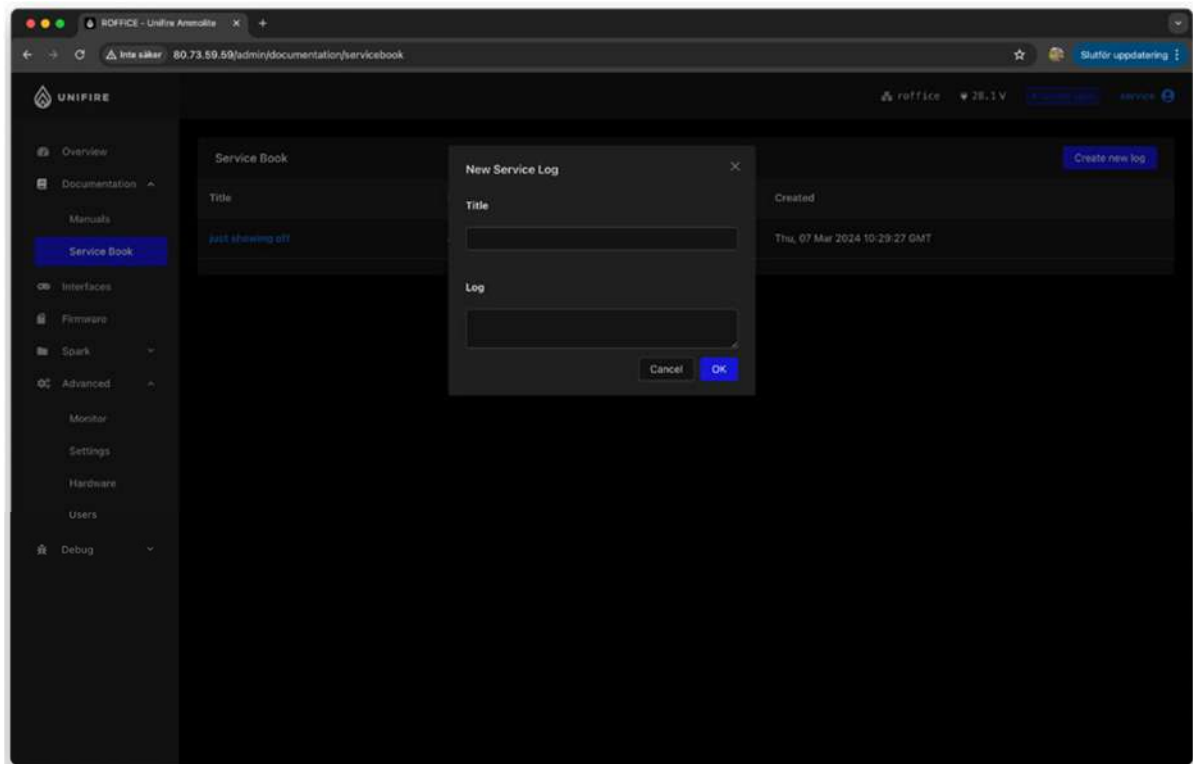 ROFFICE - Unifire Ammolite
Inte säker 80.73.59.59/admin/documentation/servicebook
Slutför uppdatering
UNIFIRE
roffice 28.1 V service
Overview
Documentation
Manuals
Service Book
Interfaces
Firmware
Spark
Advanced
Monitor
Settings
Hardware
Users
Debug
Service Book
Create new log
Title
Created
just showing off
Thu, 07 Mar 2024 10:29:27 GMT
New Service Log
Title
Log
Cancel OK